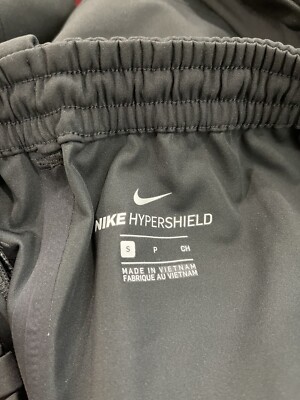 NIKE HYPERSHIELD
S P CH
MADE IN VIETNAM
FABRIQUE AU VIETNAM